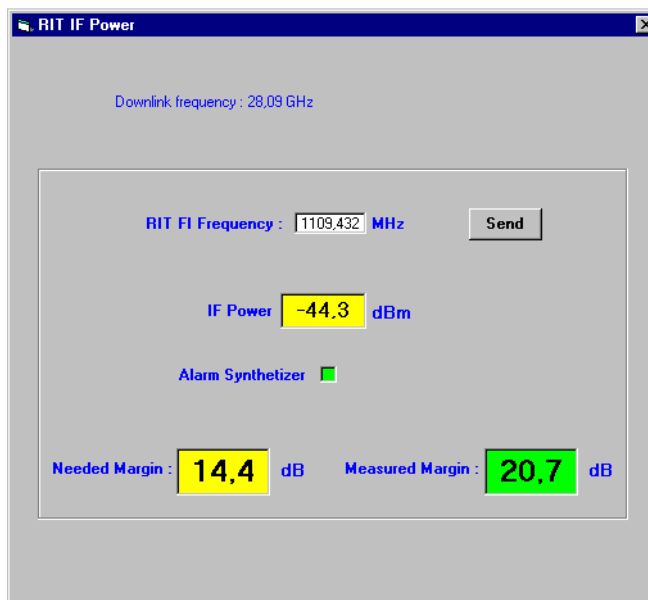 RIT IF Power
Downlink frequency : 28,09 GHz
RIT FI Frequency : 1109,432 MHz Send
IF Power -44,3 dBm
Alarm Synthetizer
Needed Margin : 14,4 dB Measured Margin : 20,7 dB